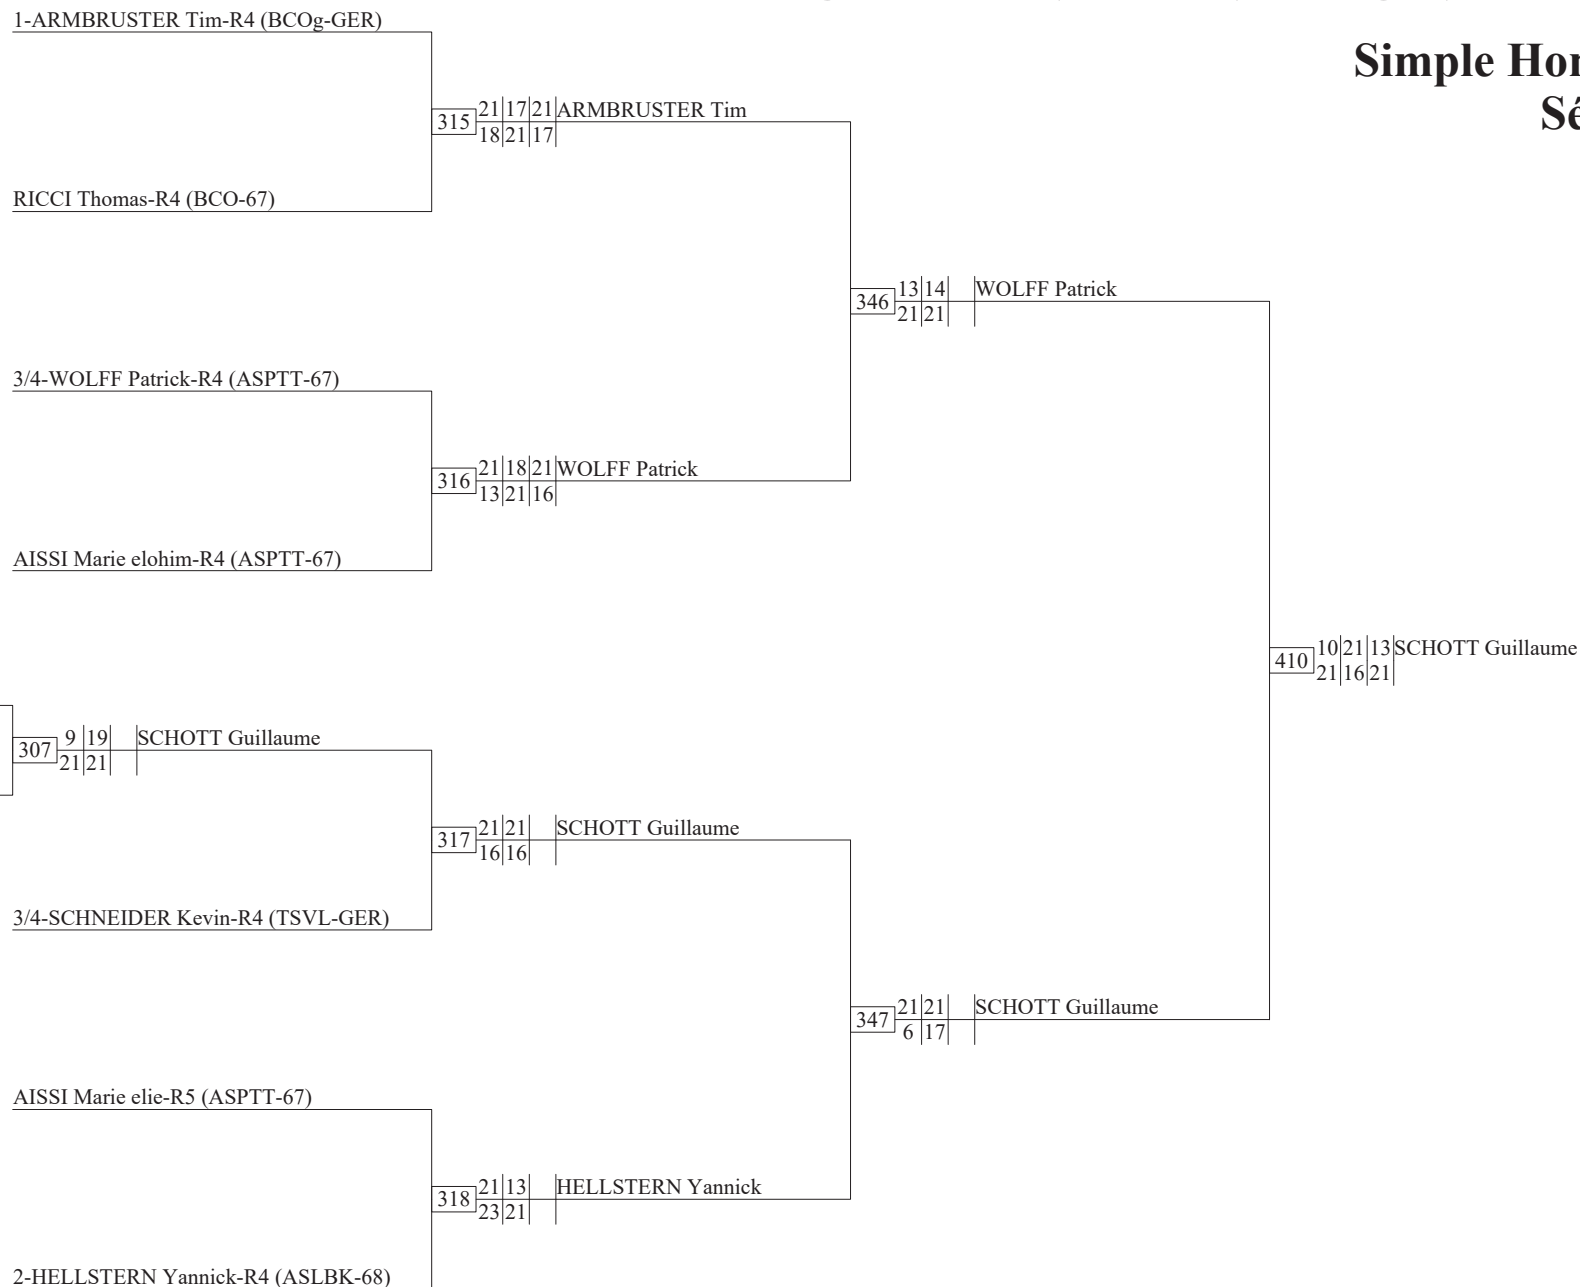 1-ARMBRUSTER Tim-R4 (BCOg-GER)
Simple
Sé
315 21 17 21 ARMBRUSTER Tim
18 21 17
RICCI Thomas-R4 (BCO-67)
346 13 14 WOLFF Patrick
21 21
3/4-WOLFF Patrick-R4 (ASPTT-67)
316 21 18 21 WOLFF Patrick
13 21 16
AISSI Marie elohim-R4 (ASPTT-67)
410 10 21 13 SCHOTT Guillaume
21 16 21
307 9 19 SCHOTT Guillaume
21 21
317 21 21 SCHOTT Guillaume
16 16
3/4-SCHNEIDER Kevin-R4 (TSVL-GER)
347 21 21 SCHOTT Guillaume
6 17
AISSI Marie elie-R5 (ASPTT-67)
318 21 13 HELLSTERN Yannick
23 21
2-HELLSTERN Yannick-R4 (ASLBK-68)